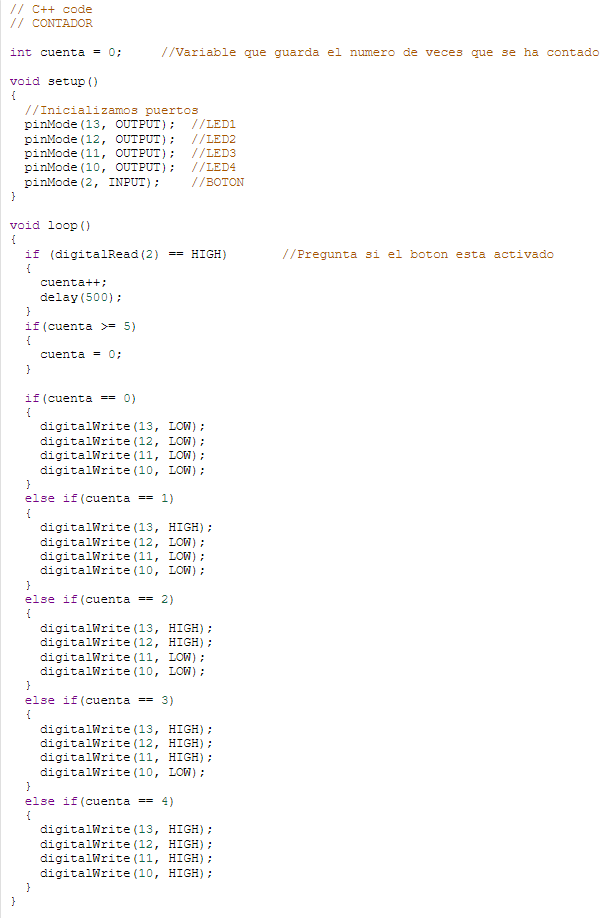 // C++ code
// CONTADOR
int cuenta = 0;     //Variable que guarda el numero de veces que se ha contado
void setup()
{
  //Inicializamos puertos
  pinMode(13, OUTPUT);  //LED1
  pinMode(12, OUTPUT);  //LED2
  pinMode(11, OUTPUT);  //LED3
  pinMode(10, OUTPUT);  //LED4
  pinMode(2, INPUT);    //BOTON
}
void loop()
{
  if (digitalRead(2) == HIGH)       //Pregunta si el boton esta activado
  {
    cuenta++;
    delay(500);
  }
  if(cuenta >= 5)
  {
    cuenta = 0;
  }
  if(cuenta == 0)
  {
    digitalWrite(13, LOW);
    digitalWrite(12, LOW);
    digitalWrite(11, LOW);
    digitalWrite(10, LOW);
  }
  else if(cuenta == 1)
  {
    digitalWrite(13, HIGH);
    digitalWrite(12, LOW);
    digitalWrite(11, LOW);
    digitalWrite(10, LOW);
  }
  else if(cuenta == 2)
  {
    digitalWrite(13, HIGH);
    digitalWrite(12, HIGH);
    digitalWrite(11, LOW);
    digitalWrite(10, LOW);
  }
  else if(cuenta == 3)
  {
    digitalWrite(13, HIGH);
    digitalWrite(12, HIGH);
    digitalWrite(11, HIGH);
    digitalWrite(10, LOW);
  }
  else if(cuenta == 4)
  {
    digitalWrite(13, HIGH);
    digitalWrite(12, HIGH);
    digitalWrite(11, HIGH);
    digitalWrite(10, HIGH);
  }
}